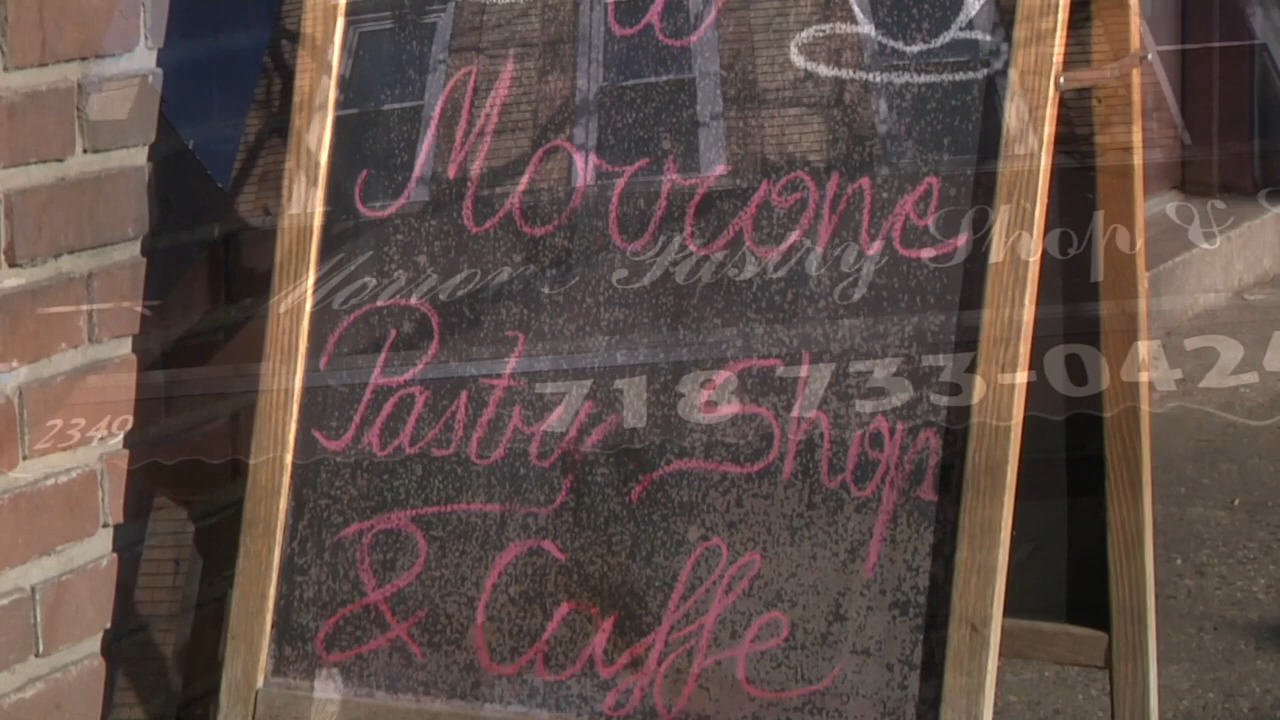 Morrone
Morrone Pastry Shop &
Pastry Shop
718 733-042
2349
& Caffe